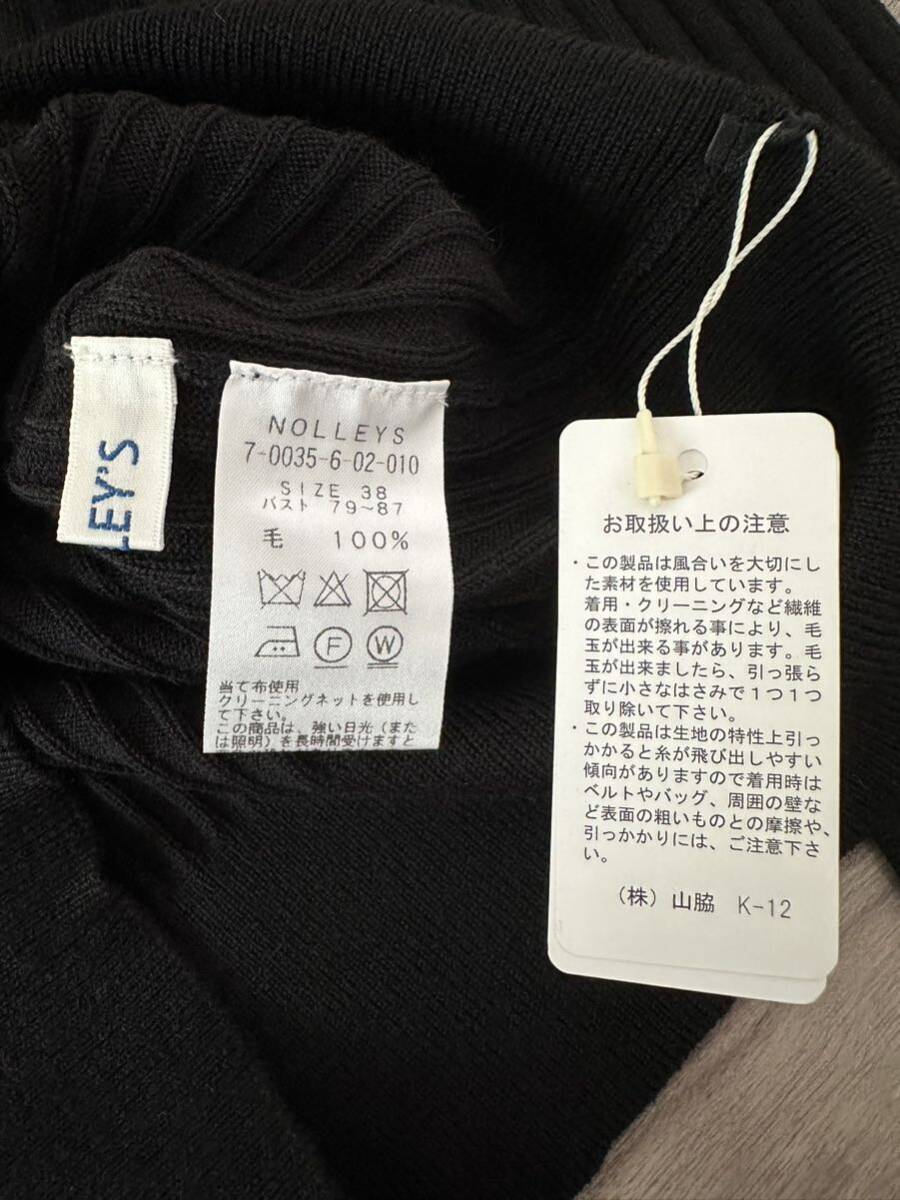 LEY'S
NOLLEYS
7-0035-6-02-010
SIZE 38
バスト 79~87
毛 100%
F W
当て布使用
クリーニングネットを使用し
て下さい。
この商品は、強い日光(また
は照明)を長時間受けますと
お取扱い上の注意
・この製品は風合いを大切にし
た素材を使用しています。
着用・クリーニングなど繊維
の表面が擦れる事により、毛
玉が出来る事があります。毛
玉が出来ましたら、引っ張ら
ずに小さなはさみで1つ1つ
取り除いて下さい。
・この製品は生地の特性上引っ
かかると糸が飛び出しやすい
傾向がありますので着用時は
ベルトやバッグ、周囲の壁な
ど表面の粗いものとの摩擦や、
引っかかりには、ご注意下さ
い。
(株)山脇 K-12